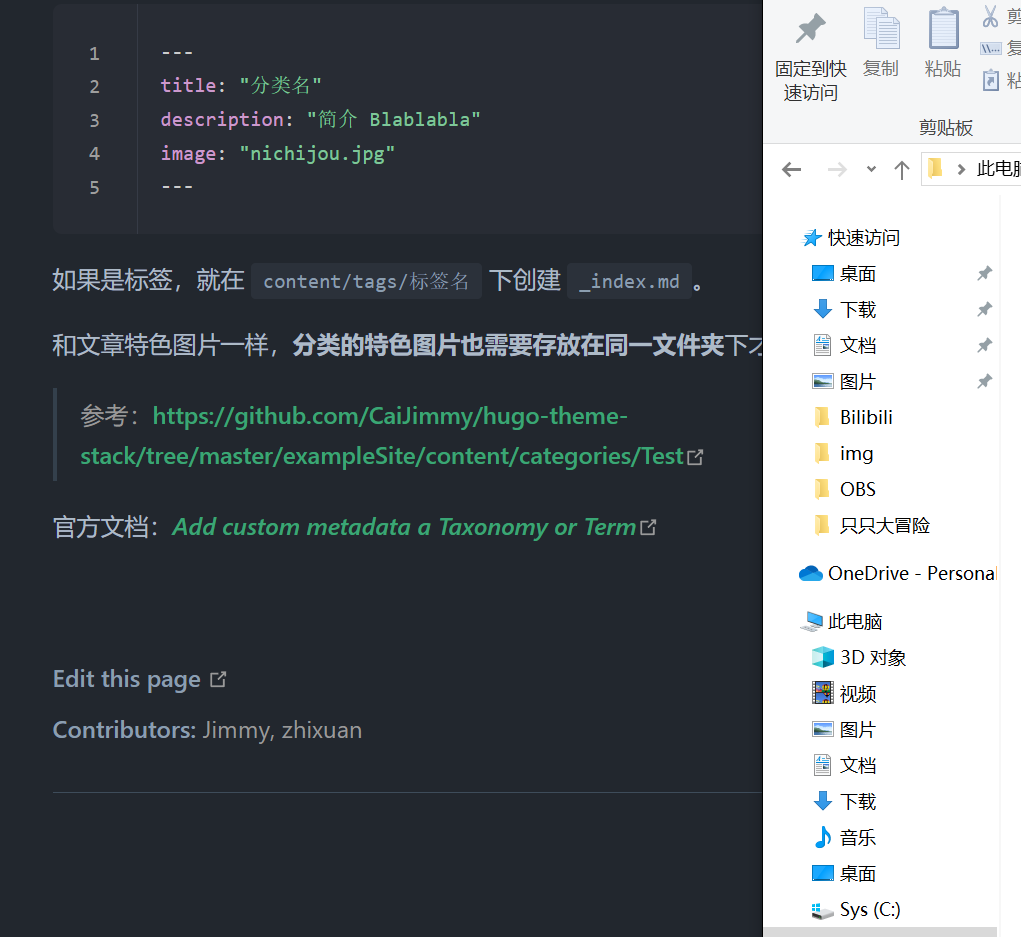 1 ---
2 title: "分类名"
3 description: "简介 Blablabla"
4 image: "nichijou.jpg"
5 ---
如果是标签，就在 content/tags/标签名 下创建 _index.md 。
和文章特色图片一样，分类的特色图片也需要存放在同一文件夹下才
参考：https://github.com/CaiJimmy/hugo-theme-
stack/tree/master/exampleSite/content/categories/Test
官方文档：Add custom metadata a Taxonomy or Term
Edit this page
Contributors: Jimmy, zhixuan
固定到快
速访问
复制
粘贴
剪
复
粘
剪贴板
此电脑
快速访问
桌面
下载
文档
图片
Bilibili
img
OBS
只只大冒险
OneDrive - Personal
此电脑
3D 对象
视频
图片
文档
下载
音乐
桌面
Sys (C:)